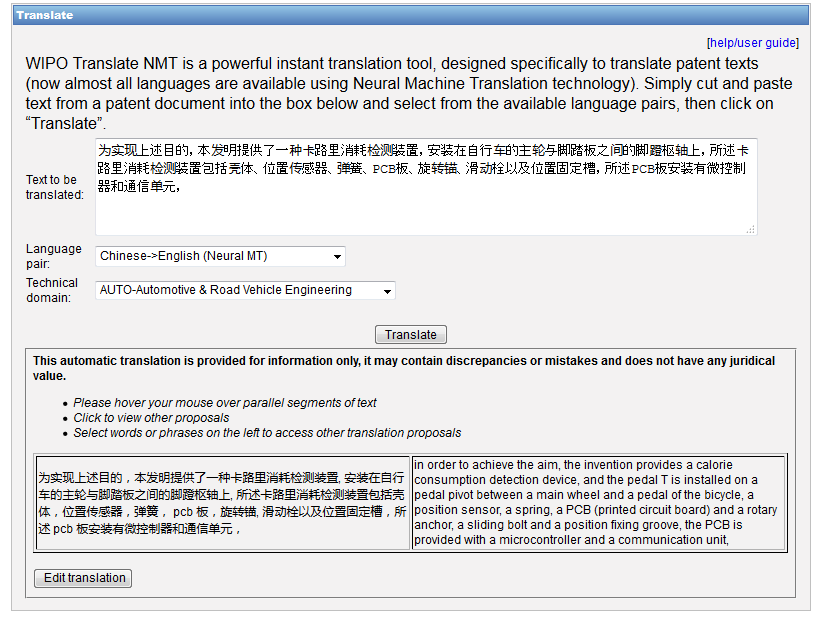 Translate
[help/user guide]
WIPO Translate NMT is a powerful instant translation tool, designed specifically to translate patent texts
(now almost all languages are available using Neural Machine Translation technology). Simply cut and paste
text from a patent document into the box below and select from the available language pairs, then click on
“Translate”.
Text to be
translated:
为实现上述目的，本发明提供了一种卡路里消耗检测装置，安装在自行车的主轮与脚踏板之间的脚蹬枢轴上，所述卡
路里消耗检测装置包括壳体、位置传感器、弹簧、PCB板、旋转锚、滑动栓以及位置固定槽，所述PCB板安装有微控制
器和通信单元，
Language
pair:
Chinese->English (Neural MT)
Technical
domain:
AUTO-Automotive & Road Vehicle Engineering
Translate
This automatic translation is provided for information only, it may contain discrepancies or mistakes and does not have any juridical
value.
• Please hover your mouse over parallel segments of text
• Click to view other proposals
• Select words or phrases on the left to access other translation proposals
为实现上述目的，本发明提供了一种卡路里消耗检测装置, 安装在自行
车的主轮与脚踏板之间的脚蹬枢轴上, 所述卡路里消耗检测装置包括壳
体，位置传感器，弹簧， pcb 板，旋转锚, 滑动栓以及位置固定槽，所
述 pcb 板安装有微控制器和通信单元，
in order to achieve the aim, the invention provides a calorie
consumption detection device, and the pedal T is installed on a
pedal pivot between a main wheel and a pedal of the bicycle, a
position sensor, a spring, a PCB (printed circuit board) and a rotary
anchor, a sliding bolt and a position fixing groove, the PCB is
provided with a microcontroller and a communication unit,
Edit translation